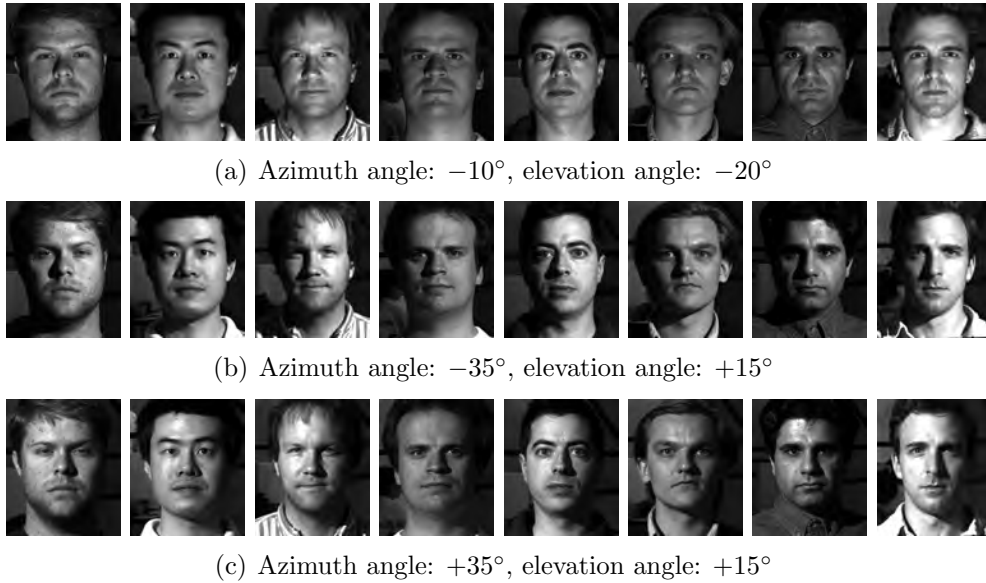 (a) Azimuth angle: −10°, elevation angle: −20°
(b) Azimuth angle: −35°, elevation angle: +15°
(c) Azimuth angle: +35°, elevation angle: +15°